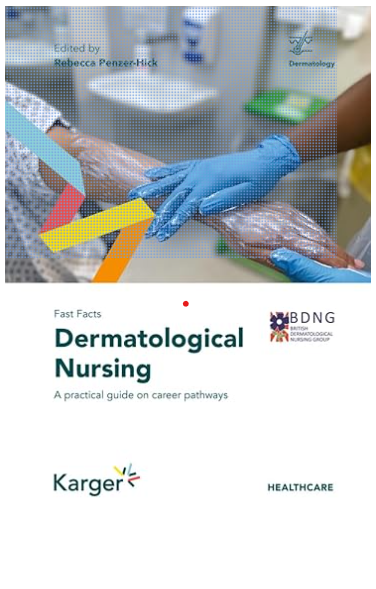 Edited by
Rebecca Penzer-Hick
Dermatology
Fast Facts
Dermatological
Nursing
A practical guide on career pathways
BDNG
BRITISH
DERMATOLOGICAL
NURSING GROUP
Karger
HEALTHCARE